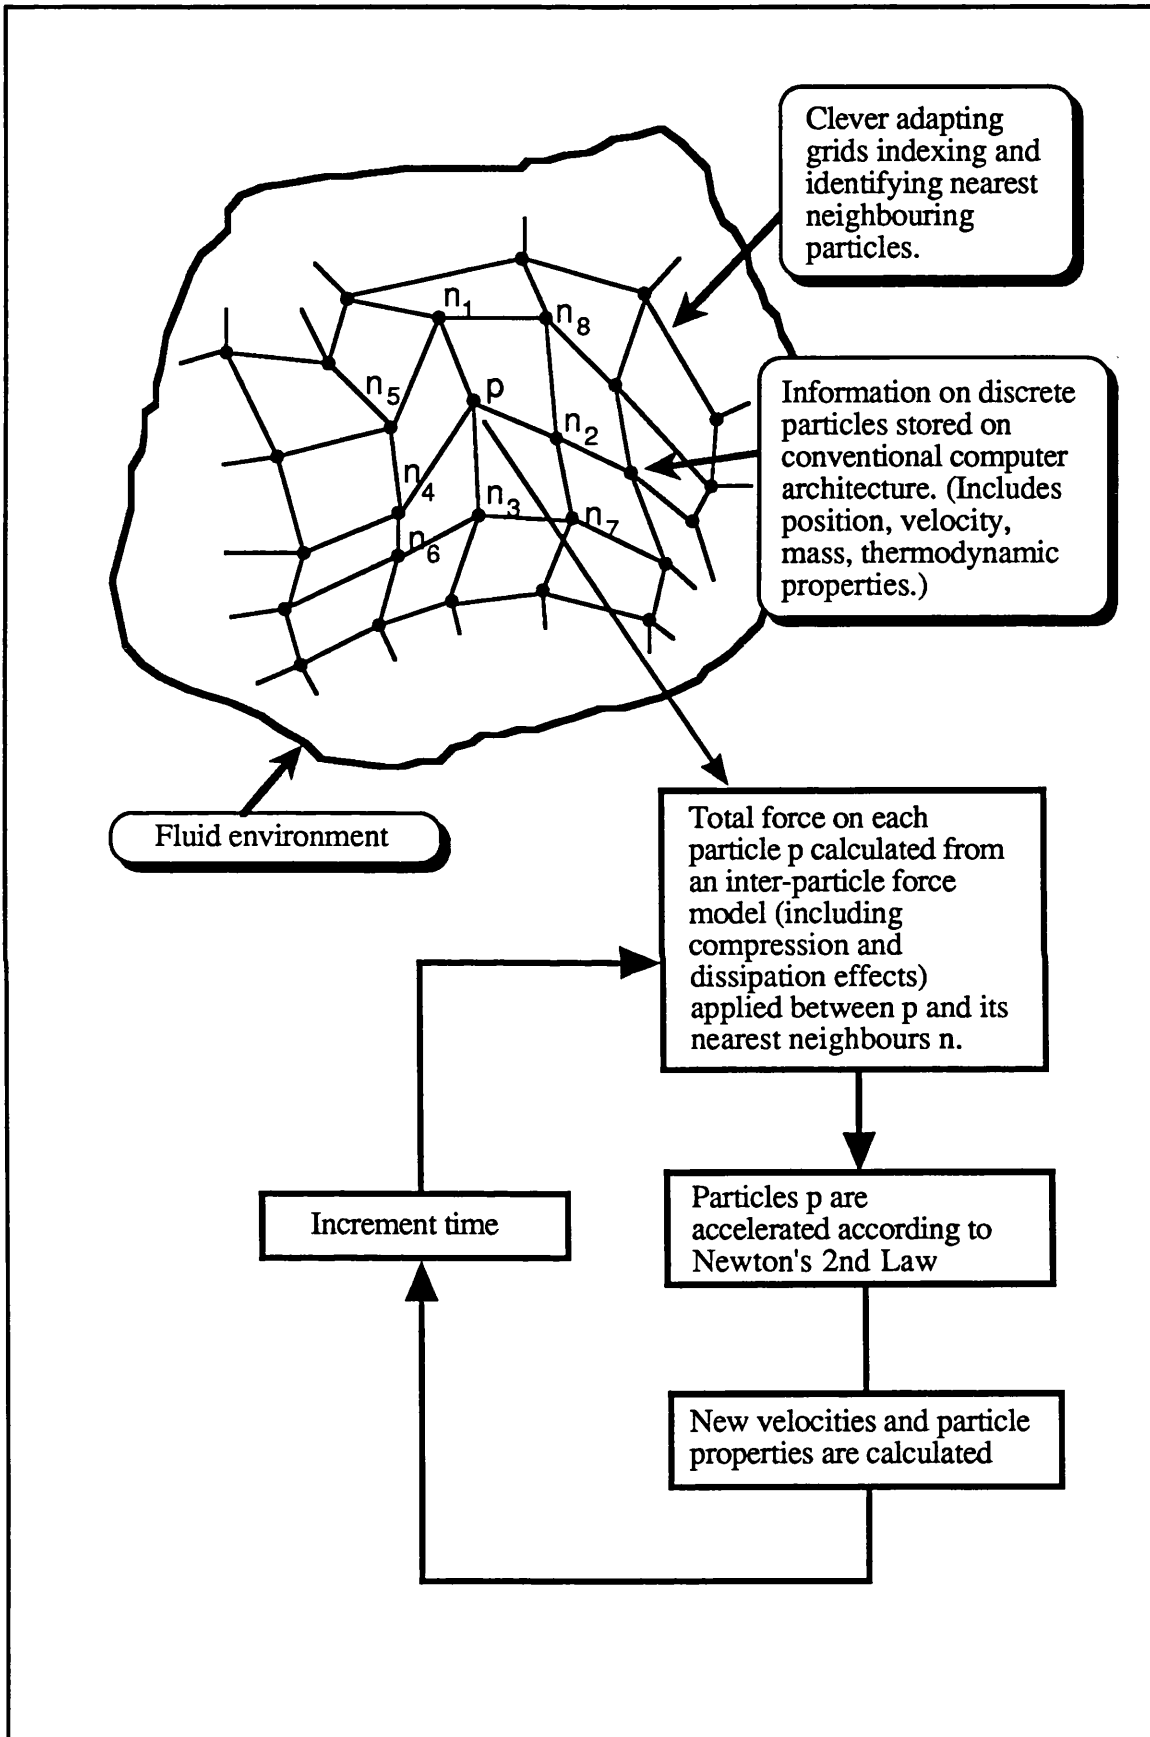 Clever adapting
grids indexing and
identifying nearest
neighbouring
particles.
n1
n8
n5
p
n2
n4
n3
n7
n6
Information on discrete
particles stored on
conventional computer
architecture. (Includes
position, velocity,
mass, thermodynamic
properties.)
Fluid environment
Total force on each
particle p calculated from
an inter-particle force
model (including
compression and
dissipation effects)
applied between p and its
nearest neighbours n.
Increment time
Particles p are
accelerated according to
Newton's 2nd Law
New velocities and particle
properties are calculated